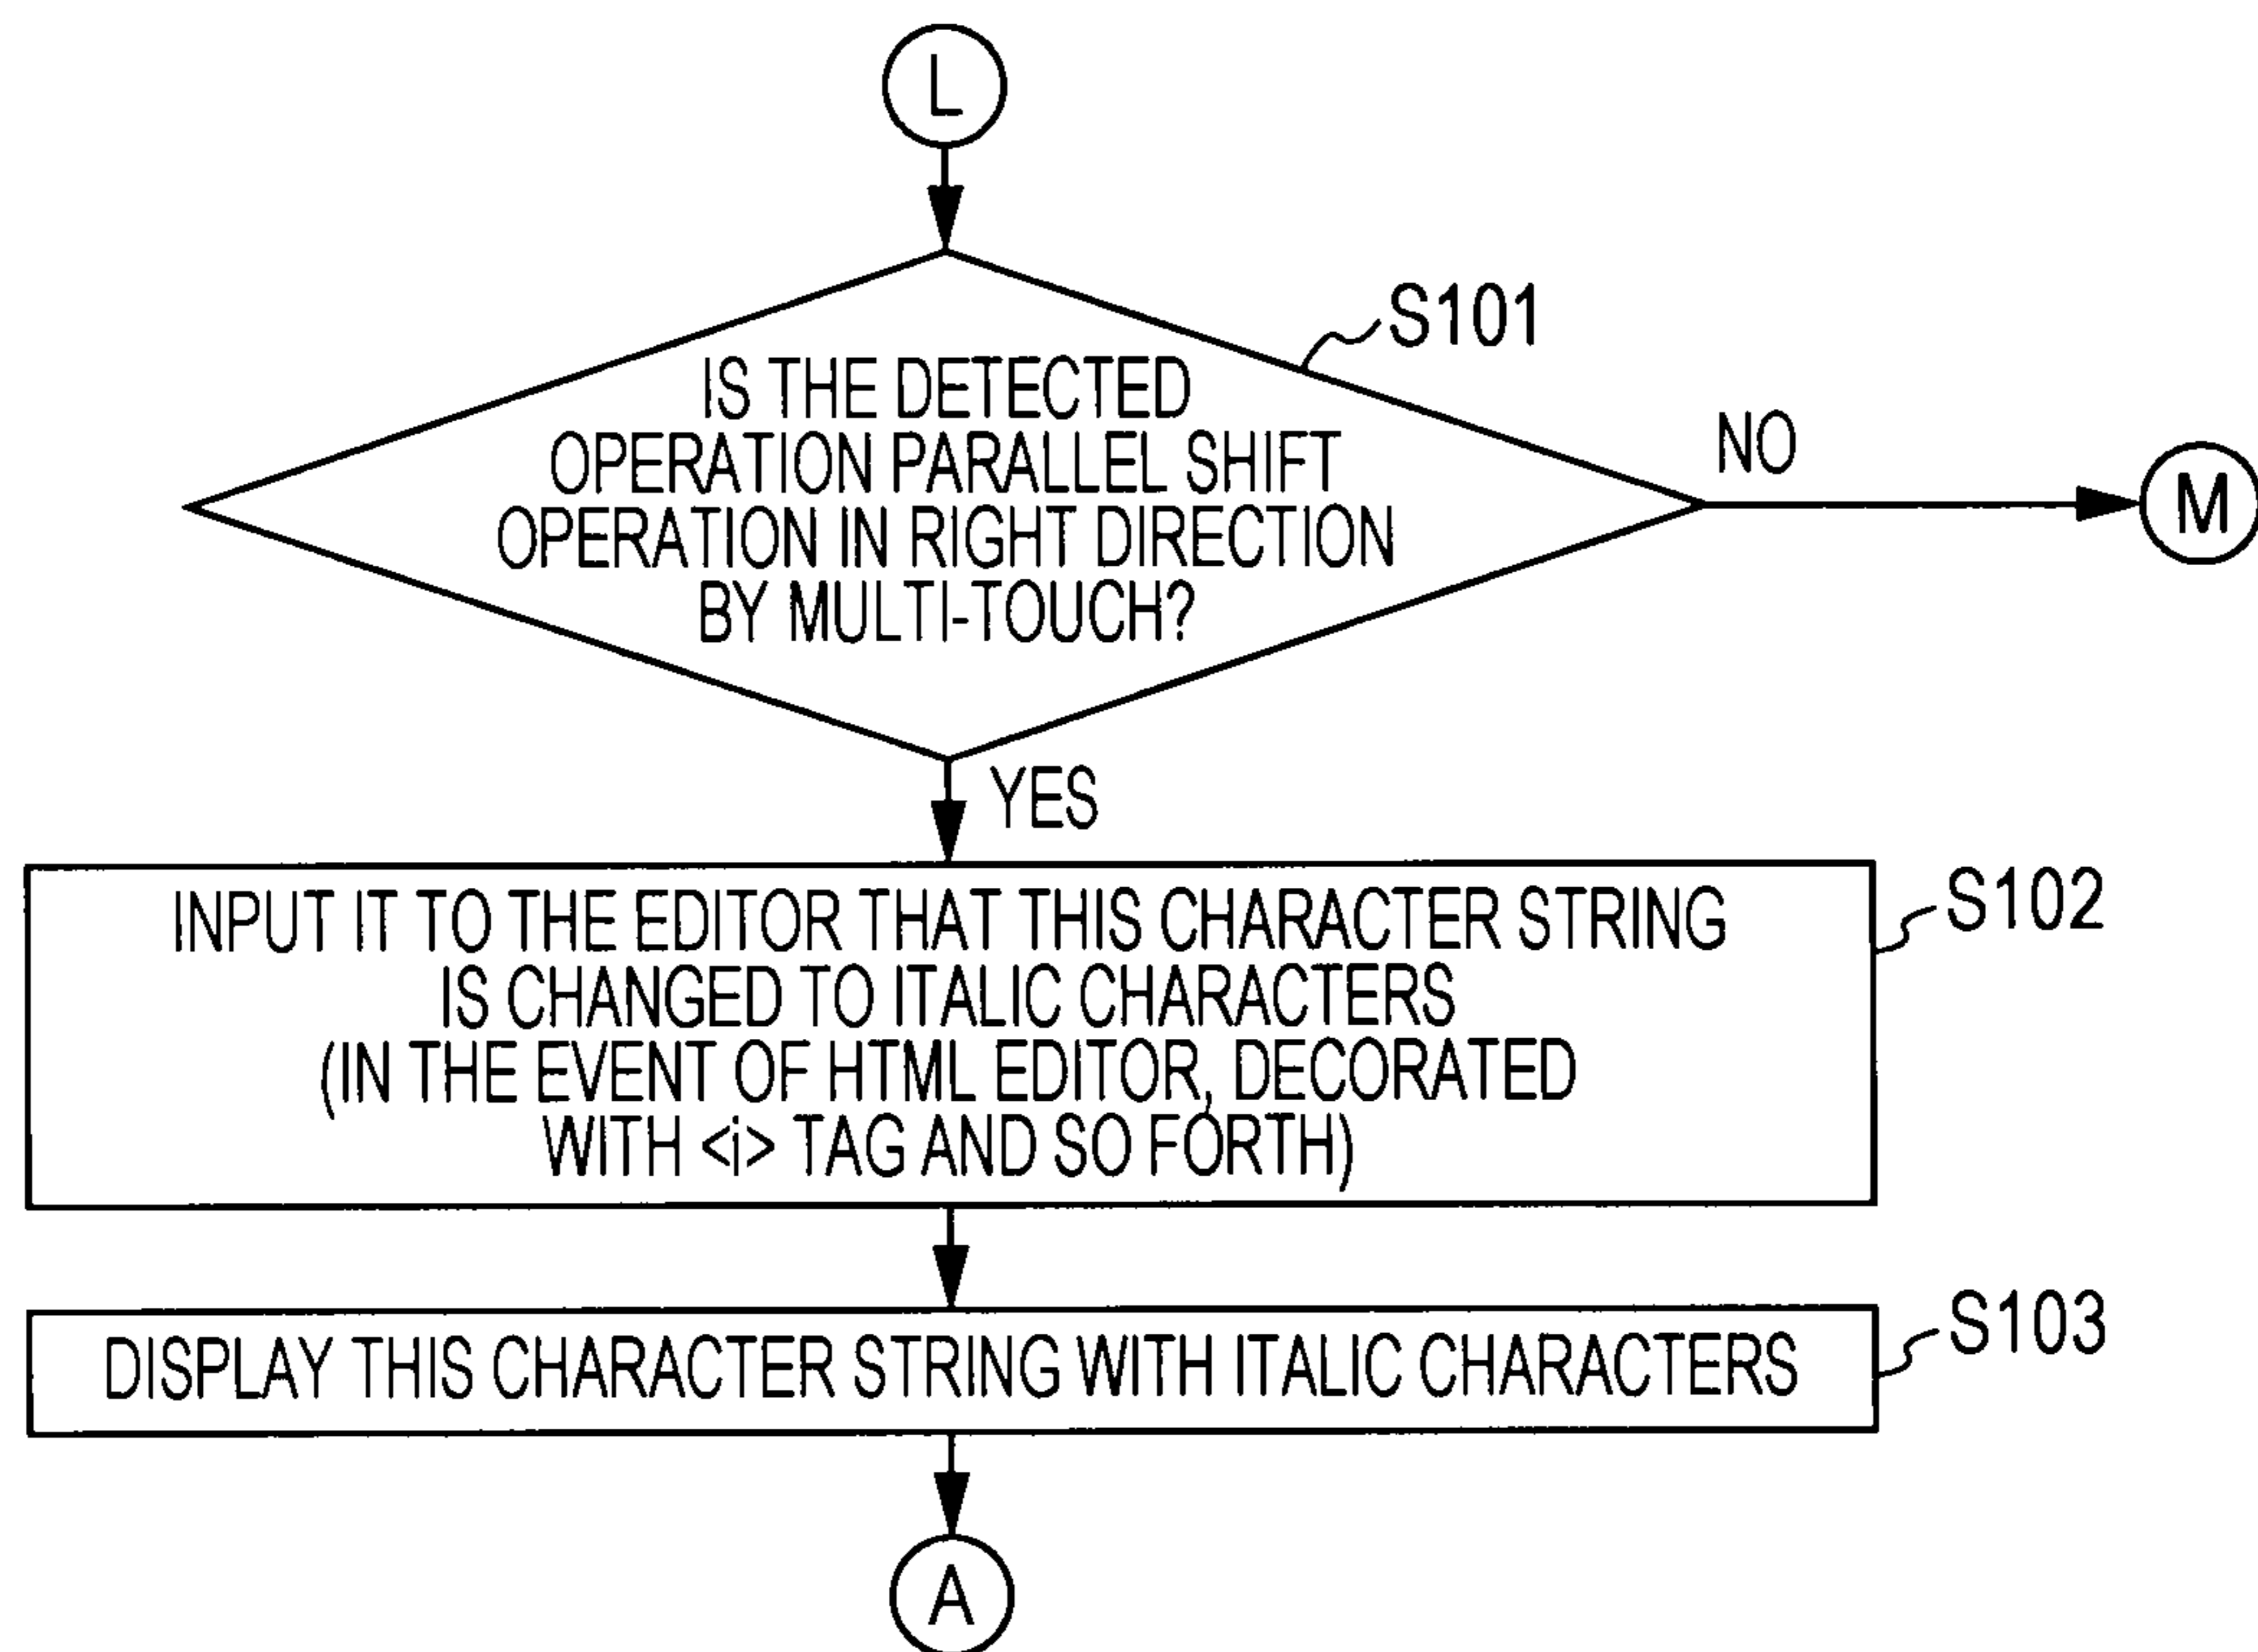 L
S101
IS THE DETECTED
OPERATION PARALLEL SHIFT
OPERATION IN RIGHT DIRECTION
BY MULTI-TOUCH?
NO
M
YES
INPUT IT TO THE EDITOR THAT THIS CHARACTER STRING
IS CHANGED TO ITALIC CHARACTERS
(IN THE EVENT OF HTML EDITOR, DECORATED
WITH <i> TAG AND SO FORTH)
S102
DISPLAY THIS CHARACTER STRING WITH ITALIC CHARACTERS
S103
A